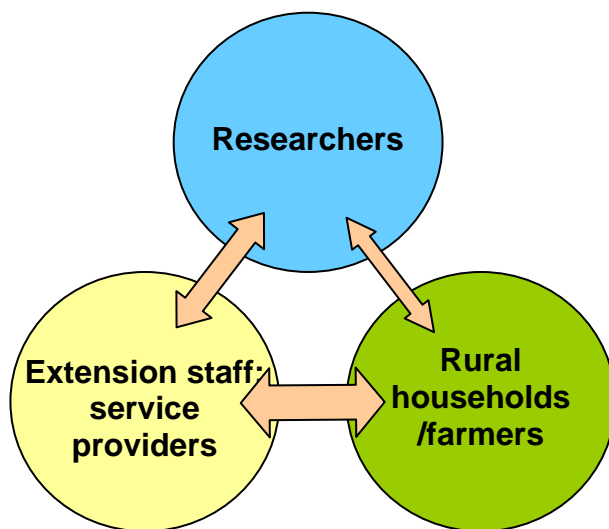 Researchers
Extension staff;
service
providers
Rural
households
/farmers